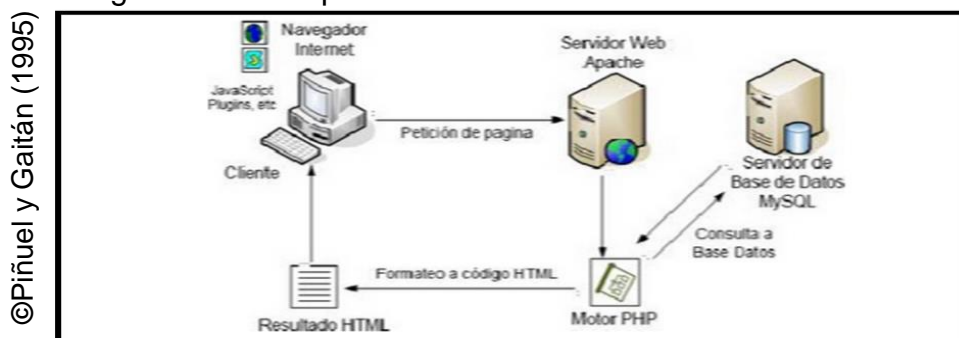 ©Piñuel y Gaitán (1995)
Navegador
Internet
JavaScript
Plugins, etc
Cliente
Petición de pagina
Servidor Web
Apache
Servidor de
Base de Datos
MySQL
Consulta a
Base Datos
Formateo a código HTML
Resultado HTML
Motor PHP